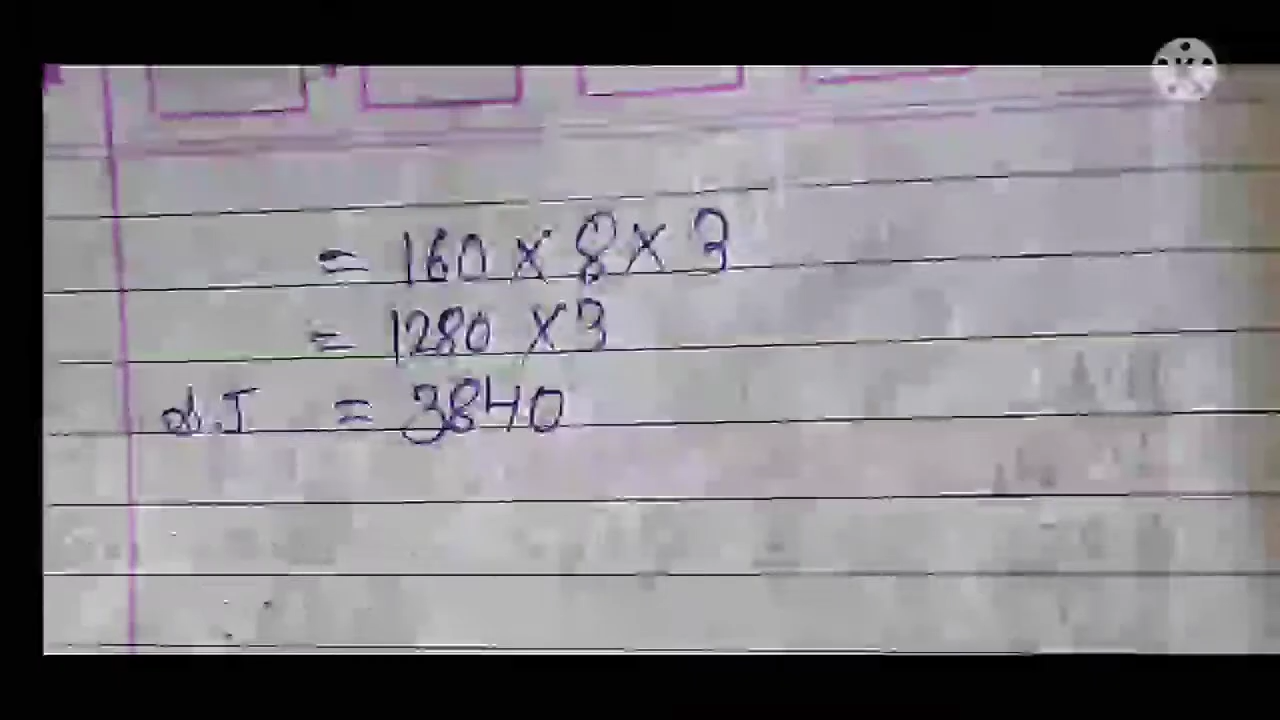 = 160 × 8 × 3
= 1280 × 3
= 3840